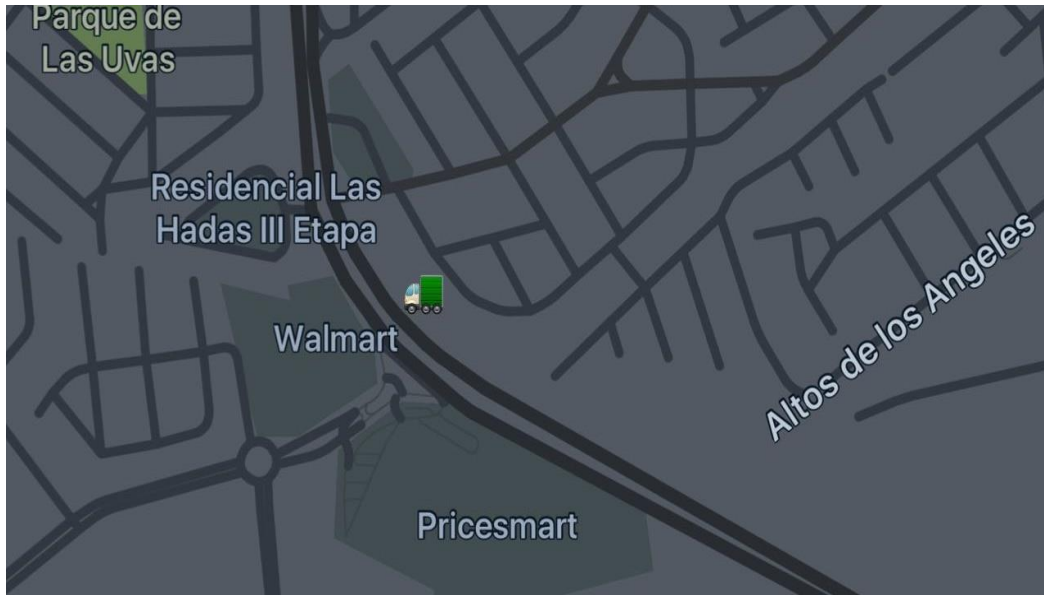 Parque de
Las Uvas
Residencial Las
Hadas III Etapa
Walmart
Altos de los Angeles
Pricesmart